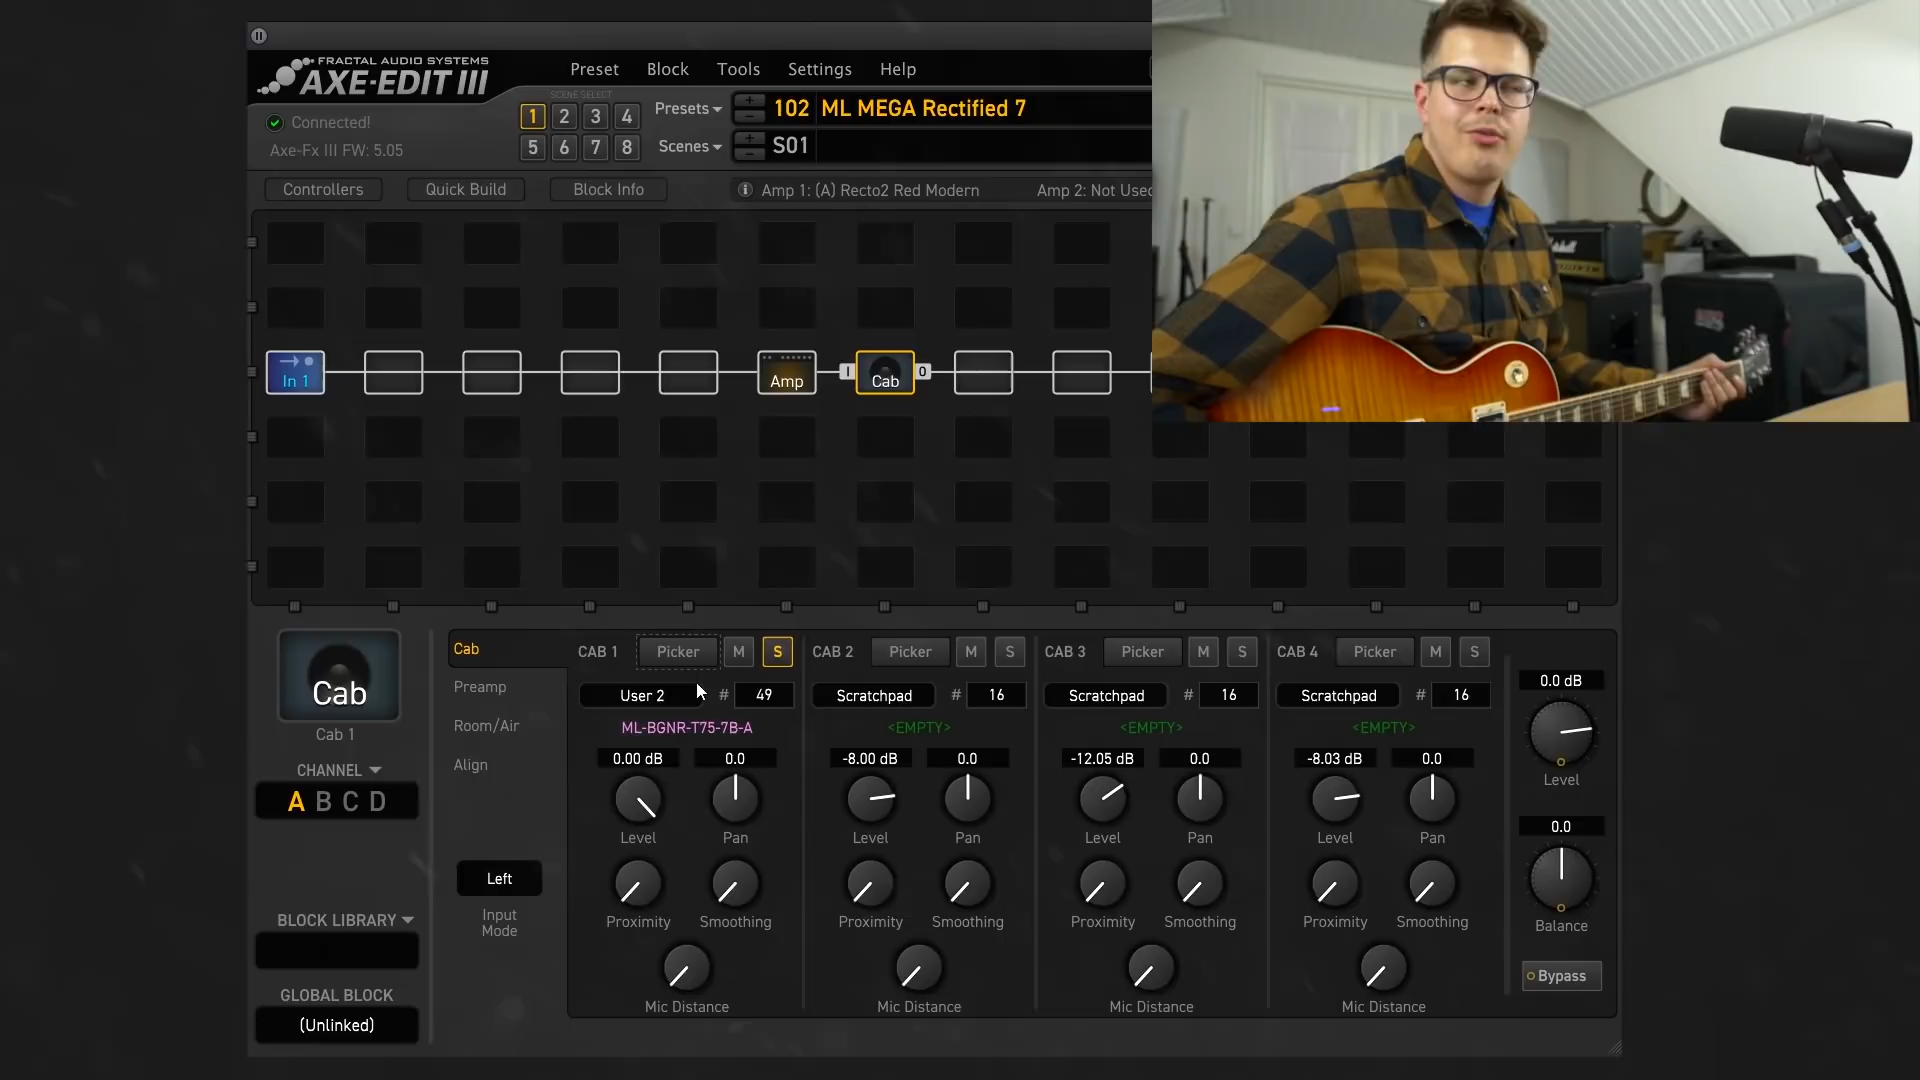 FRACTAL AUDIO SYSTEMS
AXE-EDIT III
Preset Block Tools Settings Help
SCENE SELECT
1 2 3 4
5 6 7 8
Presets
102 ML MEGA Rectified 7
Scenes
S01
Connected!
Axe-Fx III FW: 5.05
Controllers Quick Build Block Info
Amp 1: (A) Recto2 Red Modern Amp 2: Not Used
In 1
Amp
I Cab O
Marshall
Cab
Cab 1
CHANNEL
A B C D
BLOCK LIBRARY
GLOBAL BLOCK
(Unlinked)
Cab
Preamp
Room/Air
Align
Left
Input
Mode
CAB 1 Picker M S
User 2 # 49
ML-BGNR-T75-7B-A
0.00 dB 0.0
Level Pan
Proximity Smoothing
Mic Distance
CAB 2 Picker M S
Scratchpad # 16
<EMPTY>
-8.00 dB 0.0
Level Pan
Proximity Smoothing
Mic Distance
CAB 3 Picker M S
Scratchpad # 16
<EMPTY>
-12.05 dB 0.0
Level Pan
Proximity Smoothing
Mic Distance
CAB 4 Picker M S
Scratchpad # 16
<EMPTY>
-8.03 dB 0.0
Level Pan
Proximity Smoothing
Mic Distance
0.0 dB
Level
0.0
Balance
Bypass